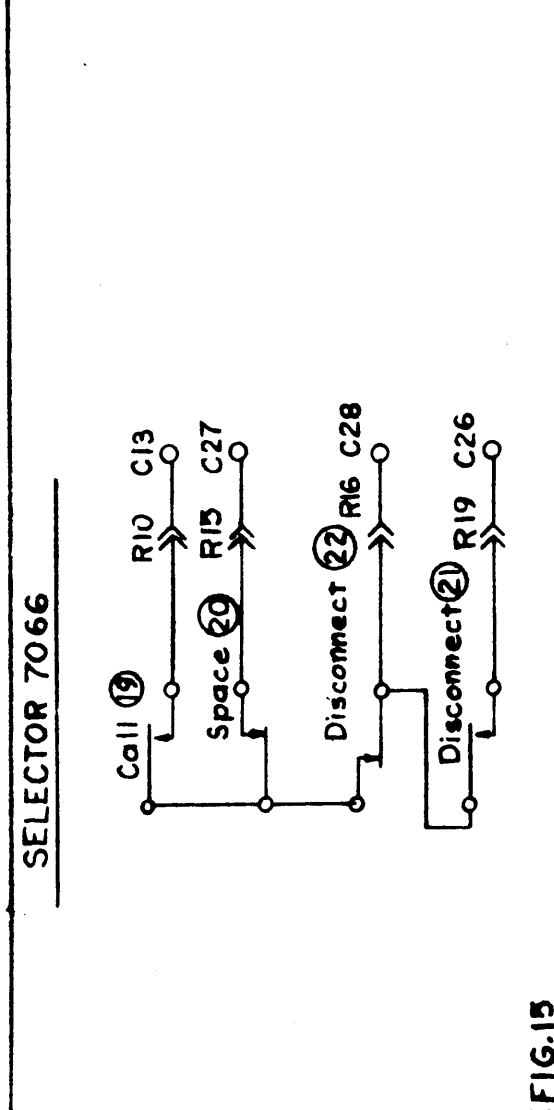 SELECTOR 7066
Call 19 R10 C13
Space 20 R15 C27
Disconnect 22 R16 C28
Disconnect 21 R19 C26
FIG.15